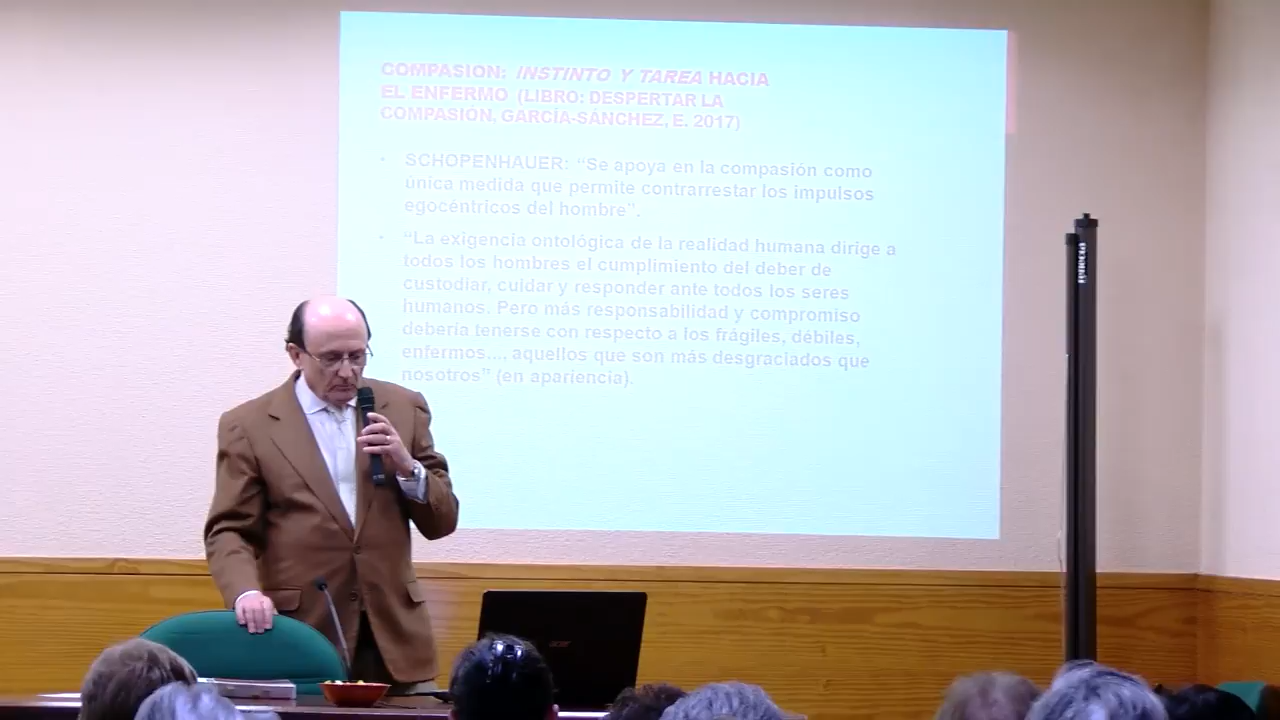 COMPASION: INSTINTO Y TAREA HACIA
EL ENFERMO (LIBRO: DESPERTAR LA
COMPASIÓN, GARCÍA-SÁNCHEZ, E. 2017)
• SCHOPENHAUER: “Se apoya en la compasión como
única medida que permite contrarrestar los impulsos
egocéntricos del hombre”.
• “La exigencia ontológica de la realidad humana dirige a
todos los hombres el cumplimiento del deber de
custodiar, cuidar y responder ante todos los seres
humanos. Pero más responsabilidad y compromiso
debería tenerse con respecto a los frágiles, débiles,
enfermos..., aquellos que son más desgraciados que
nosotros” (en apariencia).
acer